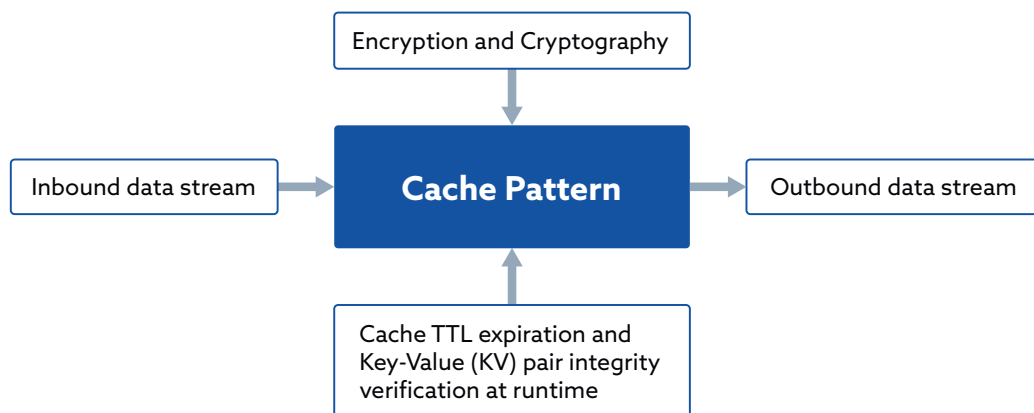 Encryption and Cryptography
Inbound data stream
Cache Pattern
Outbound data stream
Cache TTL expiration and
Key-Value (KV) pair integrity
verification at runtime